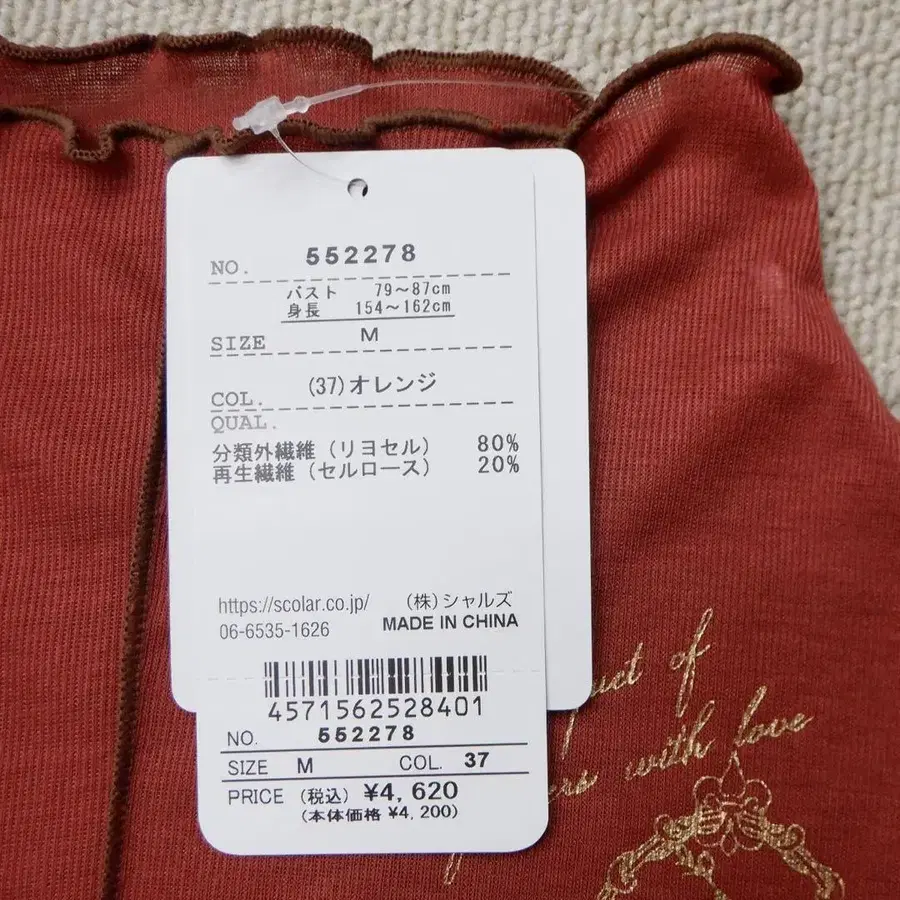 NO. 552278
バスト 79～87cm
身長 154～162cm
SIZE M
COL. (37)オレンジ
QUAL.
分類外繊維（リヨセル） 80%
再生繊維（セルロース） 20%
https://scolar.co.jp/ (株)シャルズ
06-6535-1626 MADE IN CHINA
4571562528401
NO. 552278
SIZE M COL. 37
PRICE (税込) ¥4,620
(本体価格 ¥4,200)
of
with love